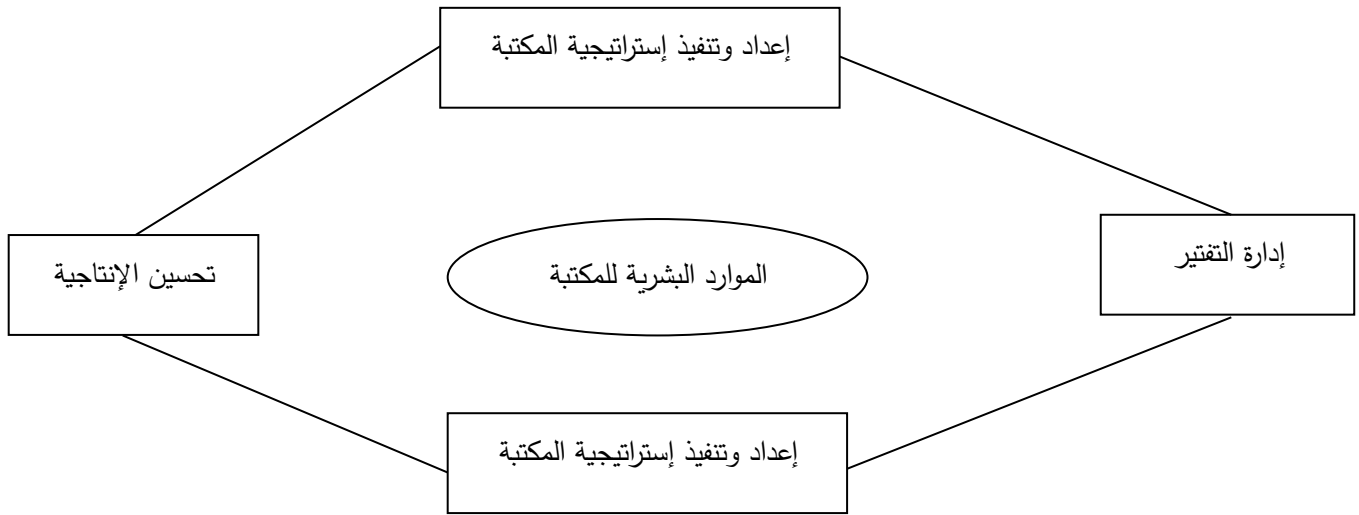 إعداد وتنفيذ إستراتيجية المكتبة
إدارة التفتير
الموارد البشرية للمكتبة
تحسين الإنتاجية
إعداد وتنفيذ إستراتيجية المكتبة